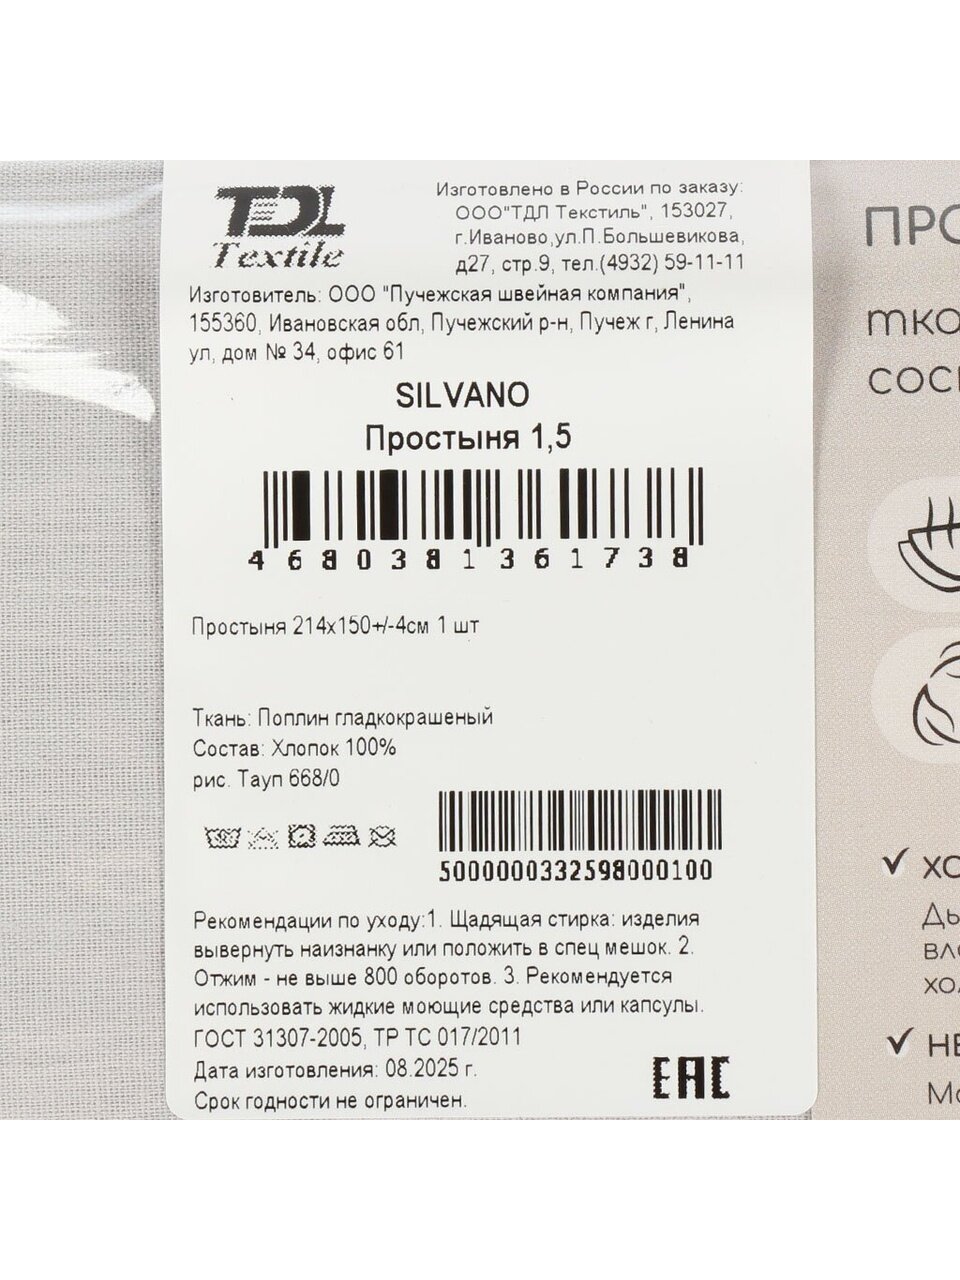 TDL
Textile
Изготовлено в России по заказу:
ООО"ТДЛ Текстиль", 153027,
г.Иваново,ул.П.Большевикова,
д27, стр.9, тел.(4932) 59-11-11
Изготовитель: ООО "Пучежская швейная компания",
155360, Ивановская обл, Пучежский р-н, Пучеж г, Ленина
ул, дом № 34, офис 61
SILVANO
Простыня 1,5
4680381361738
Простыня 214х150+/-4см 1 шт
Ткань: Поплин гладкокрашеный
Состав: Хлопок 100%
рис. Тауп 668/0
5000000332598000100
Рекомендации по уходу:1. Щадящая стирка: изделия
вывернуть наизнанку или положить в спец мешок. 2.
Отжим - не выше 800 оборотов. 3. Рекомендуется
использовать жидкие моющие средства или капсулы.
ГОСТ 31307-2005, ТР ТС 017/2011
Дата изготовления: 08.2025 г.
Срок годности не ограничен.
EAC